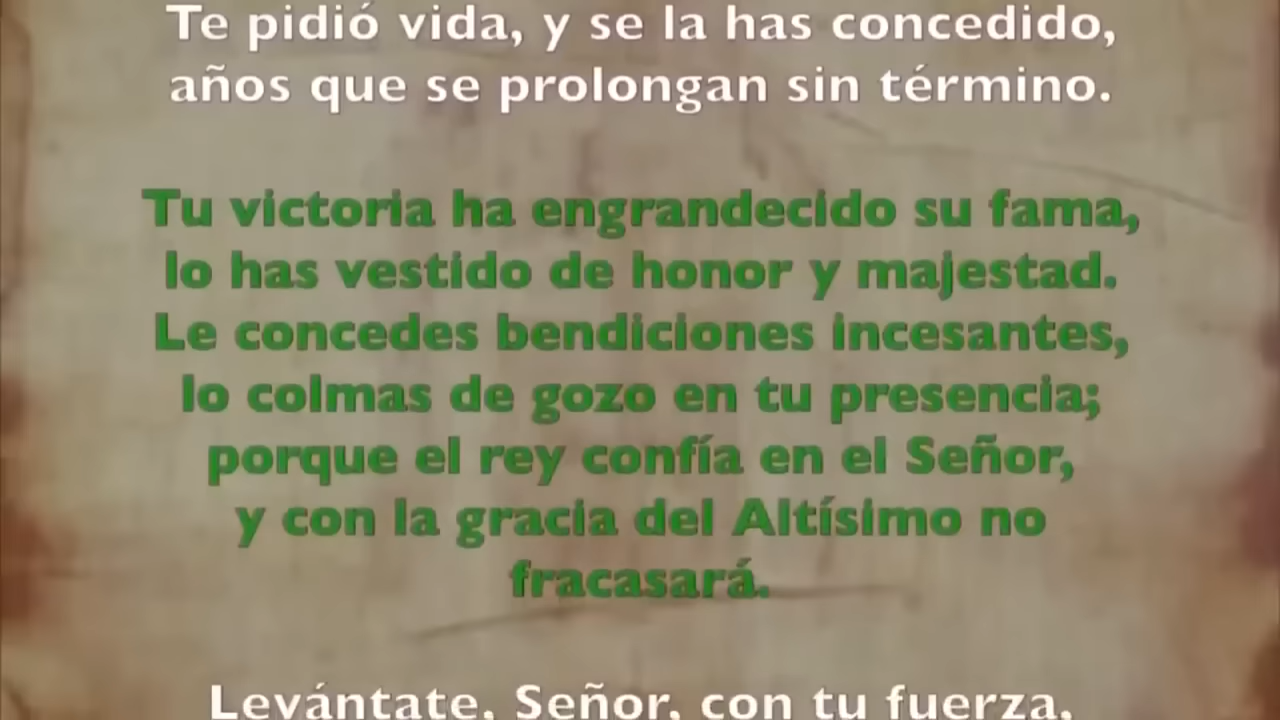 Te pidió vida, y se la has concedido,
años que se prolongan sin término.
Tu victoria ha engrandecido su fama,
lo has vestido de honor y majestad.
Le concedes bendiciones incesantes,
lo colmas de gozo en tu presencia;
porque el rey confía en el Señor,
y con la gracia del Altísimo no
fracasará.
Levántate, Señor, con tu fuerza,